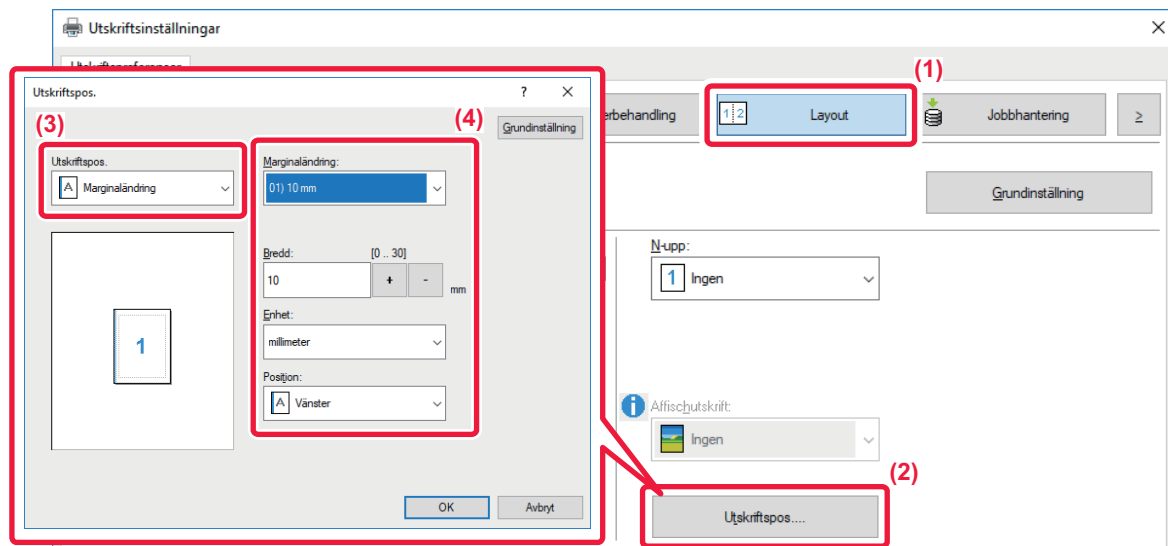 Utskriftsinställningar
(1)
Utskriftspos. ?
(3)
(4)
Grundinställning
erbehandling
1 2 Layout
Jobbhantering
>
Utskriftspos.
A Marginaländring
Marginaländring:
01) 10 mm
Grundinställning
Bredd: [0 .. 30]
10 + - mm
N-upp:
1 Ingen
1
Enhet:
millimeter
Position:
A Vänster
i Affischutskrift:
Ingen
(2)
OK Avbryt
Utskriftspos....